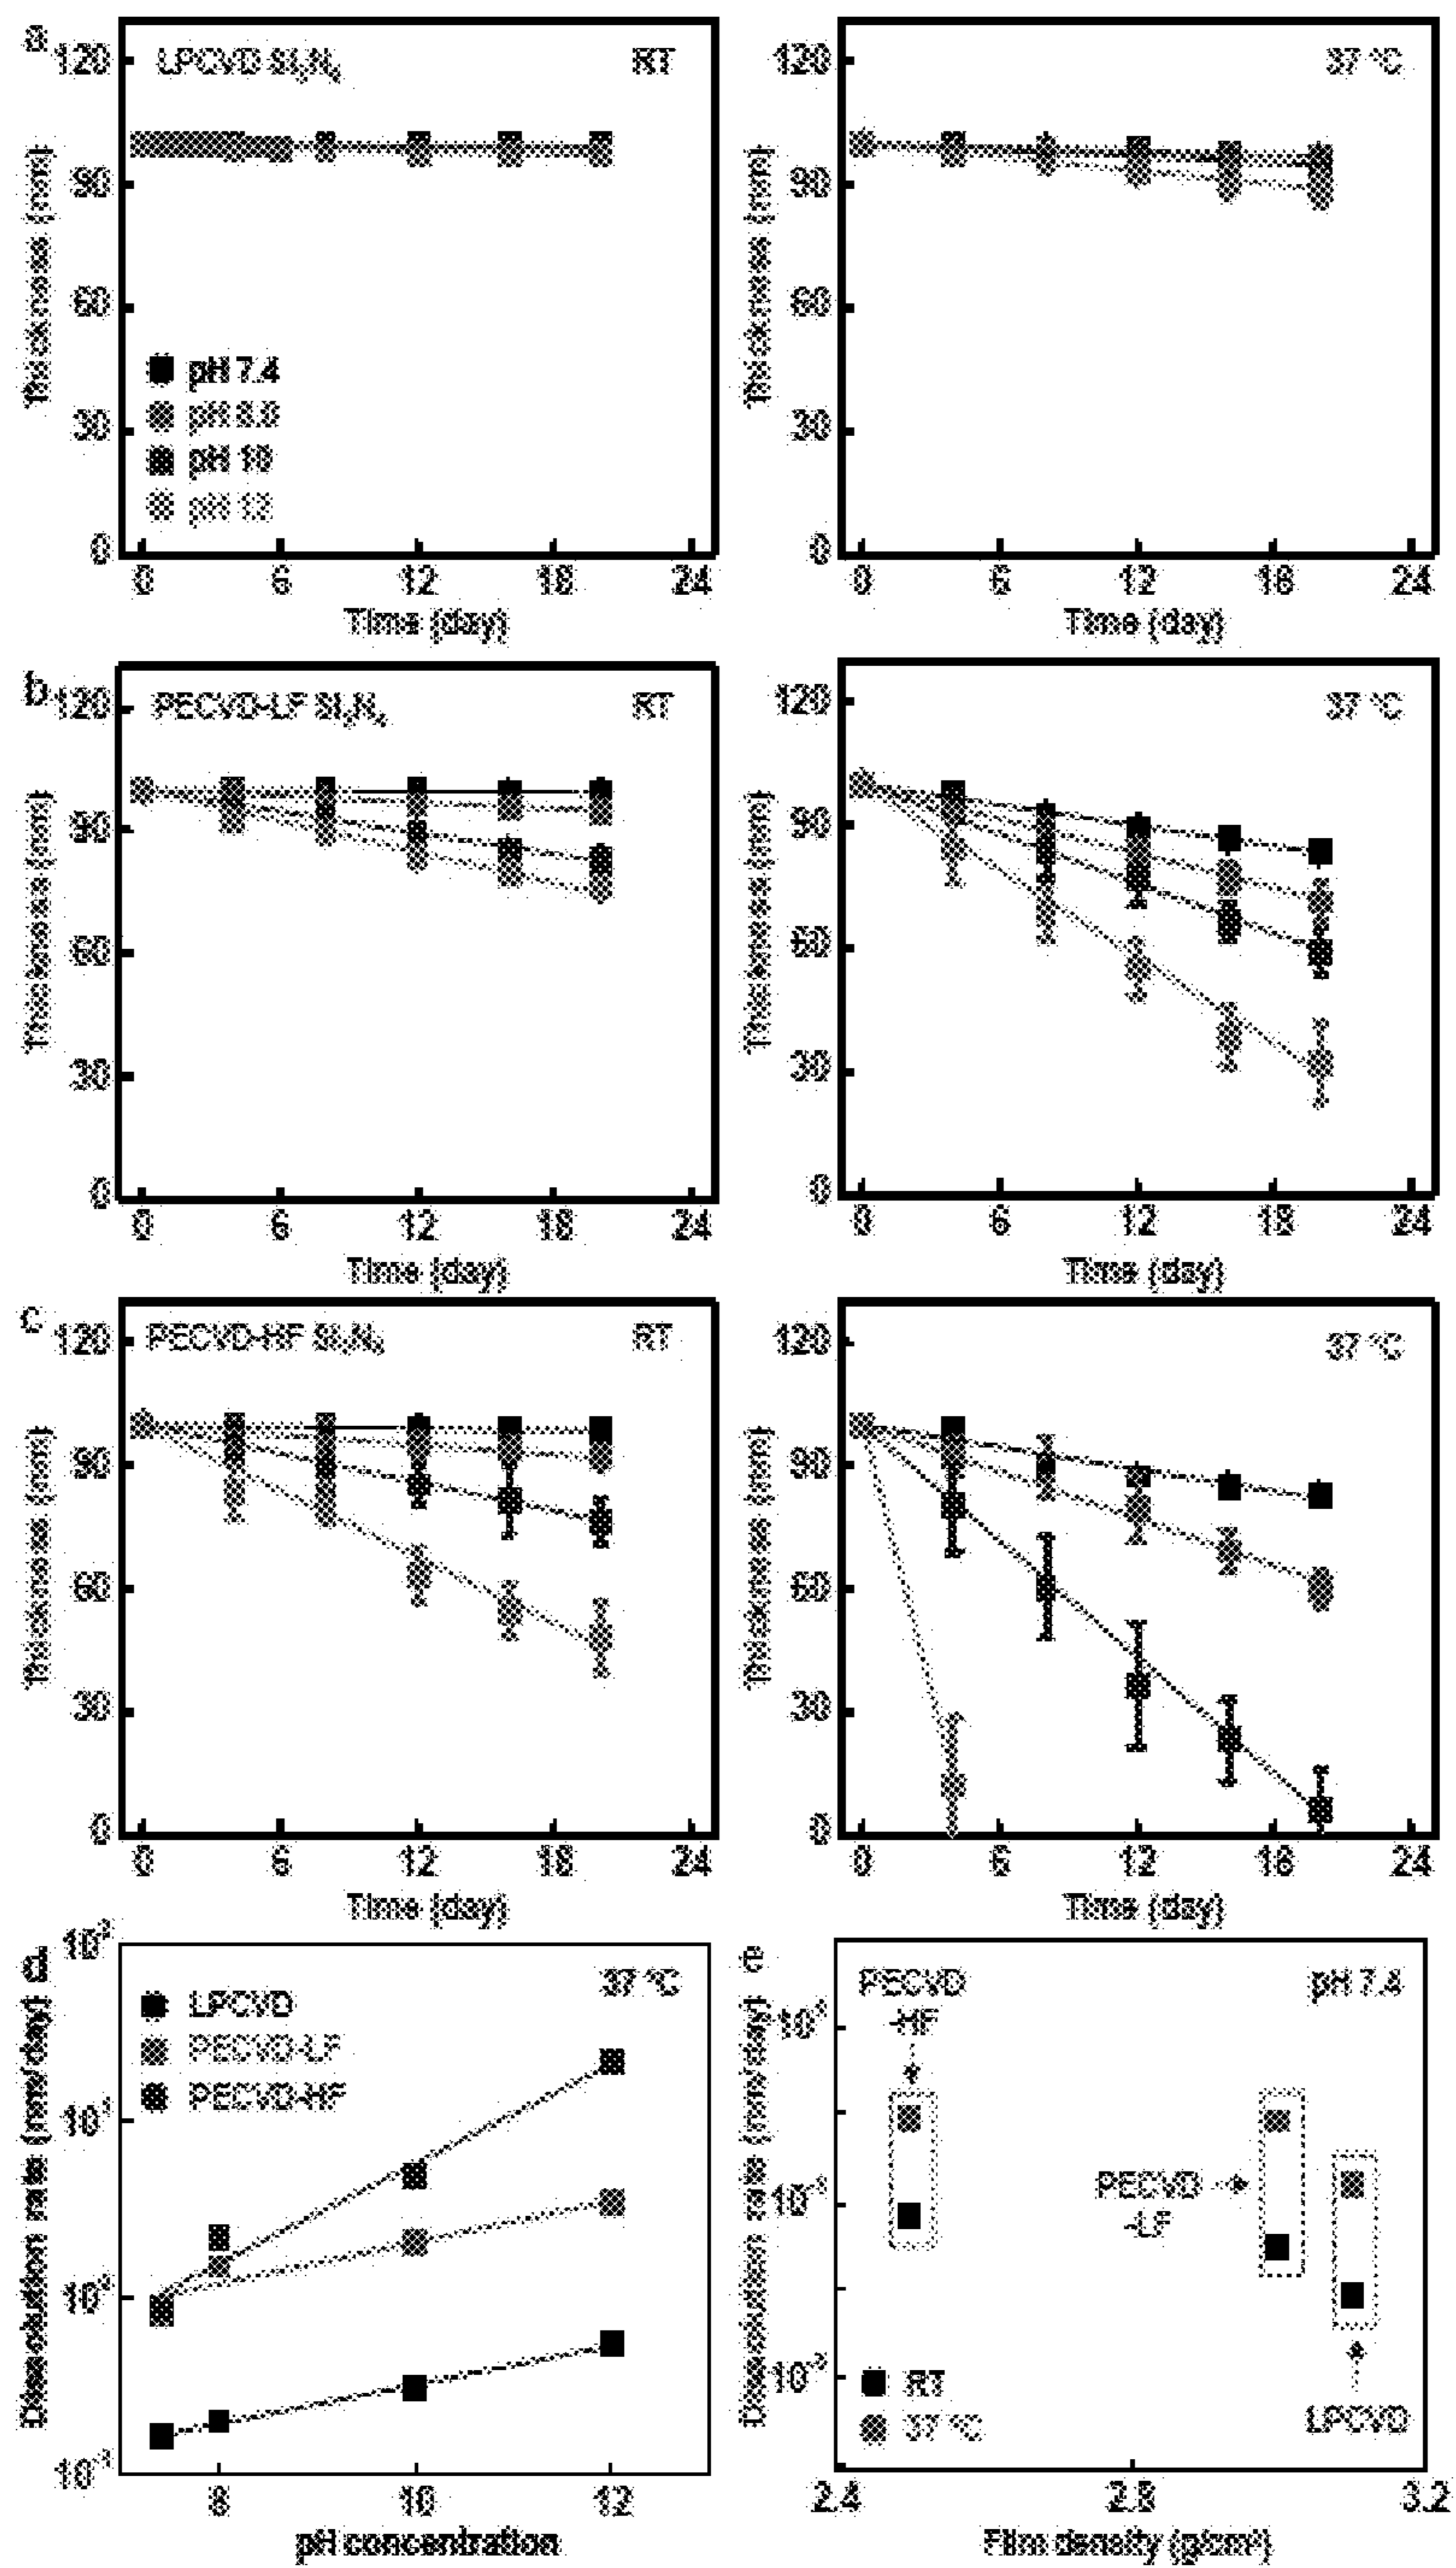 a
LPCVD Si₃N₄
RT
120
90
60
30
0
Thickness (nm)
pH 7.4
pH 8.0
pH 10
pH 12
0 6 12 18 24
Time (day)
37 °C
120
90
60
30
0
Thickness (nm)
0 6 12 18 24
Time (day)
b
PECVD-LF Si₃N₄
RT
120
90
60
30
0
Thickness (nm)
0 6 12 18 24
Time (day)
37 °C
120
90
60
30
0
Thickness (nm)
0 6 12 18 24
Time (day)
c
PECVD-HF Si₃N₄
RT
120
90
60
30
0
Thickness (nm)
0 6 12 18 24
Time (day)
37 °C
120
90
60
30
0
Thickness (nm)
0 6 12 18 24
Time (day)
d
37 °C
LPCVD
PECVD-LF
PECVD-HF
Dissolution rate (nm/day)
8 10 12
pH concentration
e
PECVD
-HF
pH 7.4
PECVD
-LF
LPCVD
RT
37 °C
Dissolution rate (nm/day)
2.4 2.8 3.2
Film density (g/cm³)